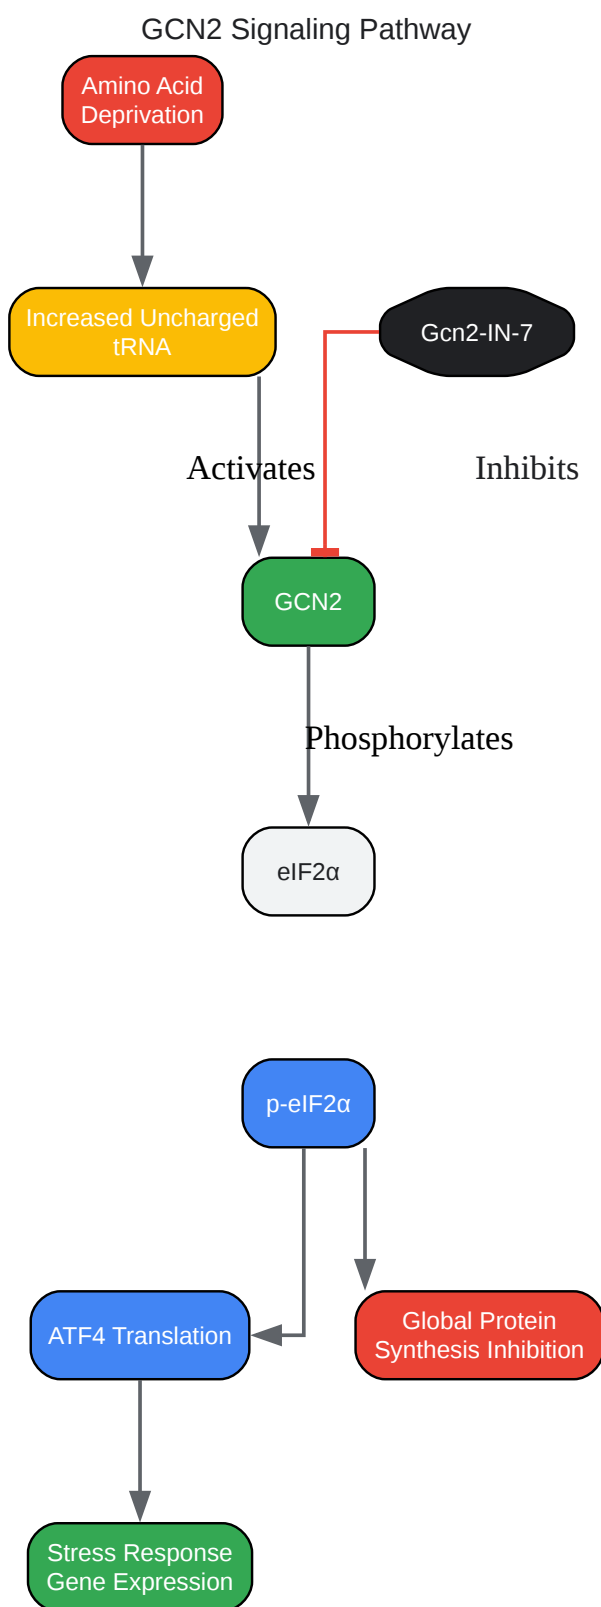 GCN2 Signaling Pathway
Amino Acid
Deprivation
Increased Uncharged
tRNA
Gcn2-IN-7
Activates
Inhibits
GCN2
Phosphorylates
eIF2α
p-eIF2α
ATF4 Translation
Global Protein
Synthesis Inhibition
Stress Response
Gene Expression